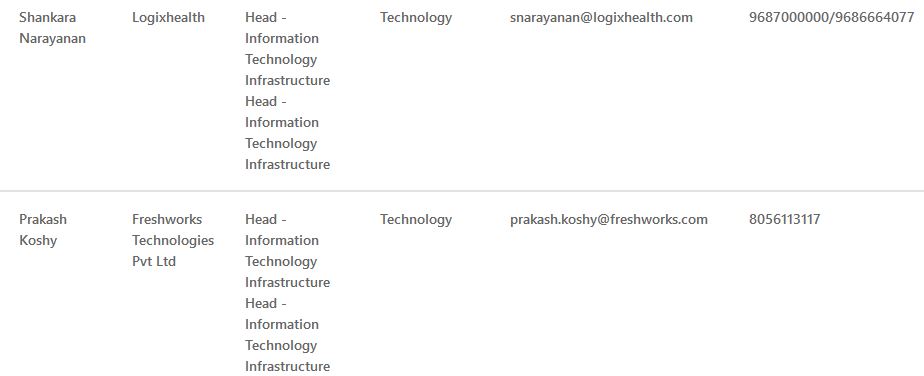 Shankara Logixhealth Head - Technology snarayanan@logixhealth.com 9687000000/9686664077
Narayanan Information
Technology
Infrastructure
Head -
Information
Technology
Infrastructure
Prakash Freshworks Head - Technology prakash.koshy@freshworks.com 8056113117
Koshy Technologies Information
Pvt Ltd Technology
Infrastructure
Head -
Information
Technology
Infrastructure